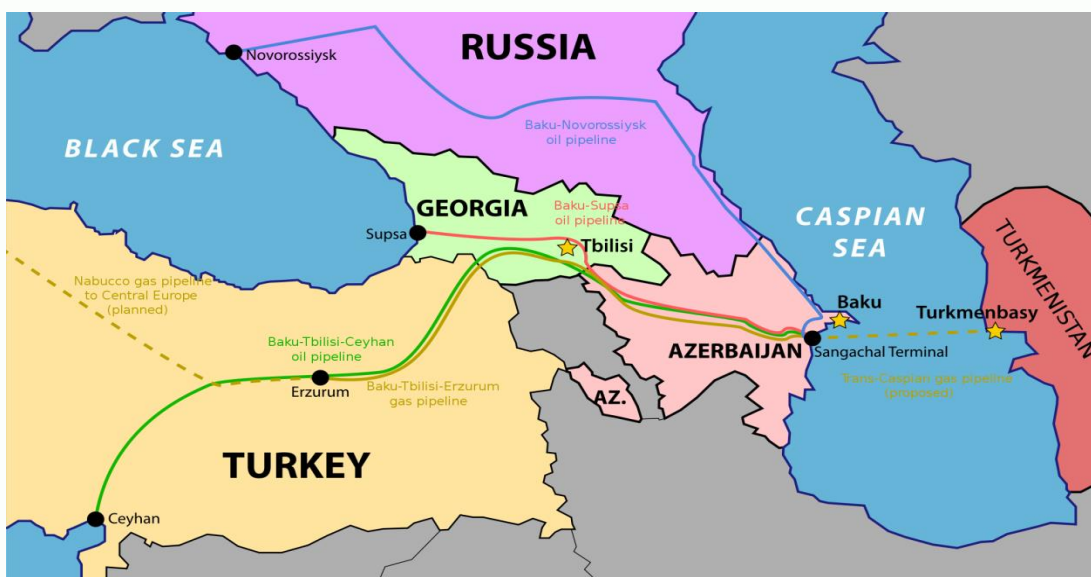 RUSSIA
Novorossiysk
Baku-Novorossiysk
oil pipeline
BLACK SEA
GEORGIA
Baku-Supsa
oil pipeline
Supsa
Tbilisi
CASPIAN
SEA
TURKMENISTAN
Nabucco gas pipeline
to Central Europe
(planned)
Baku
Turkmenbasy
Baku-Tbilisi-Ceyhan
oil pipeline
AZERBAIJAN
Sangachal Terminal
Erzurum
Baku-Tbilisi-Erzurum
gas pipeline
Trans-Caspian gas pipeline
(proposed)
AZ.
TURKEY
Ceyhan